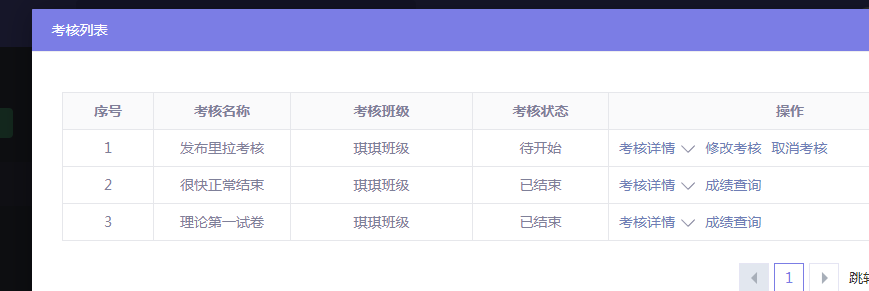 考核列表
序号 考核名称 考核班级 考核状态 操作
1 发布里拉考核 琪琪班级 待开始 考核详情 修改考核 取消考核
2 很快正常结束 琪琪班级 已结束 考核详情 成绩查询
3 理论第一试卷 琪琪班级 已结束 考核详情 成绩查询
1 跳